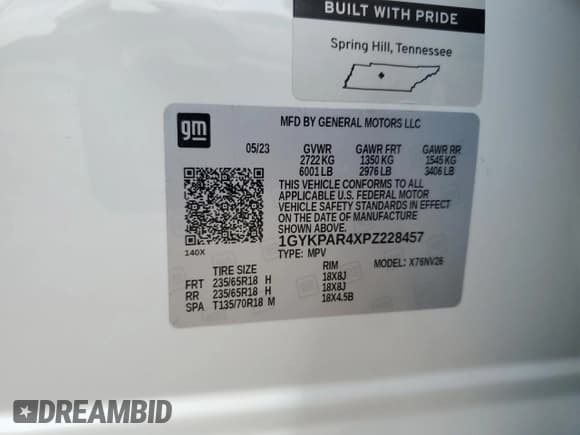 BUILT WITH PRIDE
Spring Hill, Tennessee
gm
MFD BY GENERAL MOTORS LLC
05/23 GVWR GAWR FRT GAWR RR
2722 KG 1350 KG 1545 KG
6001 LB 2976 LB 3406 LB
THIS VEHICLE CONFORMS TO ALL
APPLICABLE U.S. FEDERAL MOTOR
VEHICLE SAFETY STANDARDS IN
EFFECT ON THE DATE OF MANUFACTURE
SHOWN ABOVE.
1GYKPAR4XPZ228457
140X
TYPE: MPV MODEL: X76NV26
TIRE SIZE RIM
FRT 235/65R18 H 18X8J
RR 235/65R18 H 18X8J
SPA T135/70R18 M 18X4.5B
DREAMBID